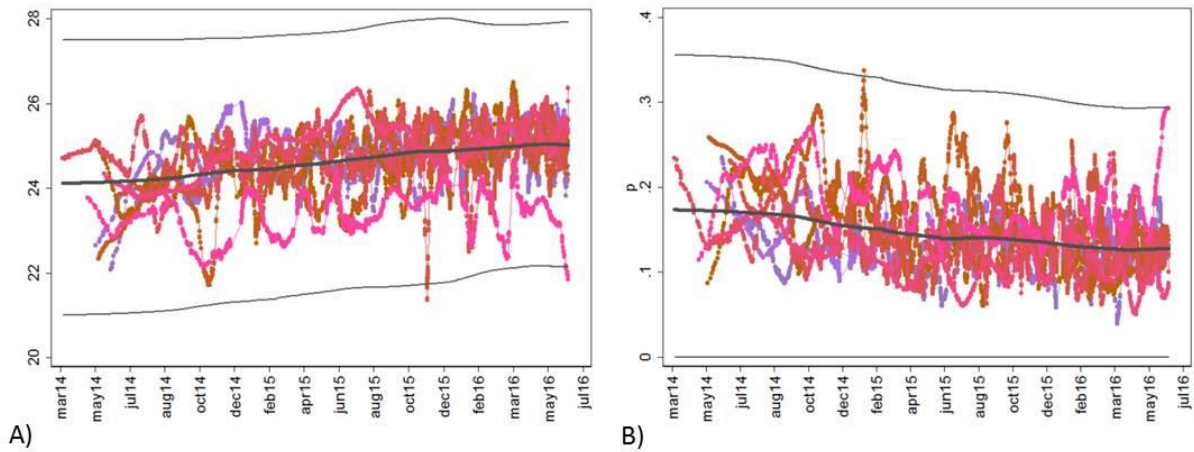 28
26
24
22
20
mar14
may14
jul14
aug14
oct14
dec14
feb15
apr15
jun15
aug15
oct15
dec15
feb16
mar16
may16
jul16
A)
.4
.3
.2
.1
0
p
mar14
may14
jul14
aug14
oct14
dec14
feb15
apr15
jun15
aug15
oct15
dec15
feb16
mar16
may16
jul16
B)